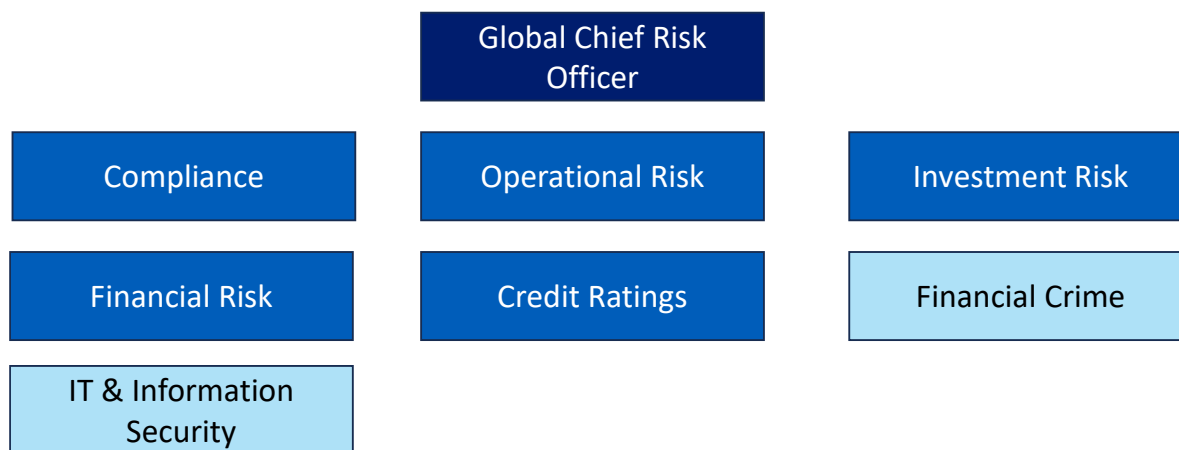 Global Chief Risk
Officer
Compliance
Operational Risk
Investment Risk
Financial Risk
Credit Ratings
Financial Crime
IT & Information
Security